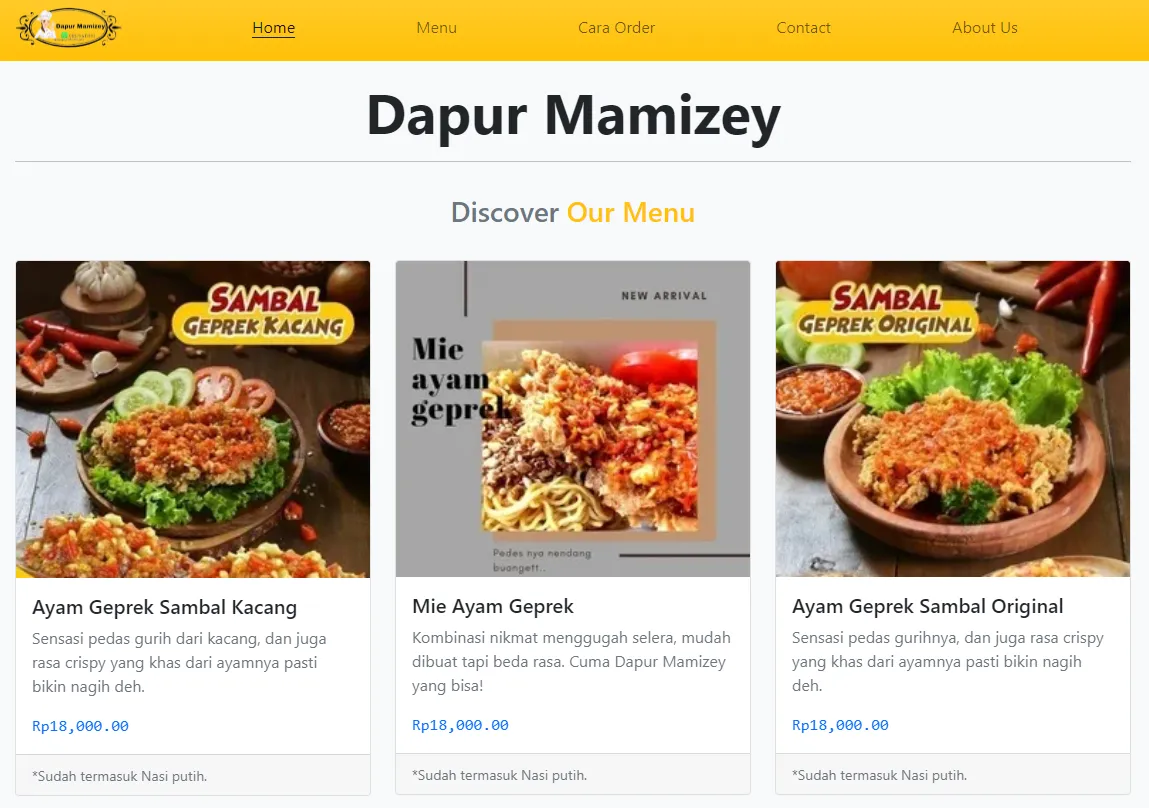 Dapur Mamizey
Home
Menu
Cara Order
Contact
About Us
Dapur Mamizey
Discover Our Menu
SAMBAL
GEPREK KACANG
NEW ARRIVAL
Mie
ayam
geprek
Pedes nya nendang
buangett..
SAMBAL
GEPREK ORIGINAL
Ayam Geprek Sambal Kacang
Sensasi pedas gurih dari kacang, dan juga
rasa crispy yang khas dari ayamnya pasti
bikin nagih deh.
Rp18,000.00
*Sudah termasuk Nasi putih.
Mie Ayam Geprek
Kombinasi nikmat menggugah selera, mudah
dibuat tapi beda rasa. Cuma Dapur Mamizey
yang bisa!
Rp18,000.00
*Sudah termasuk Nasi putih.
Ayam Geprek Sambal Original
Sensasi pedas gurihnya, dan juga rasa crispy
yang khas dari ayamnya pasti bikin nagih
deh.
Rp18,000.00
*Sudah termasuk Nasi putih.